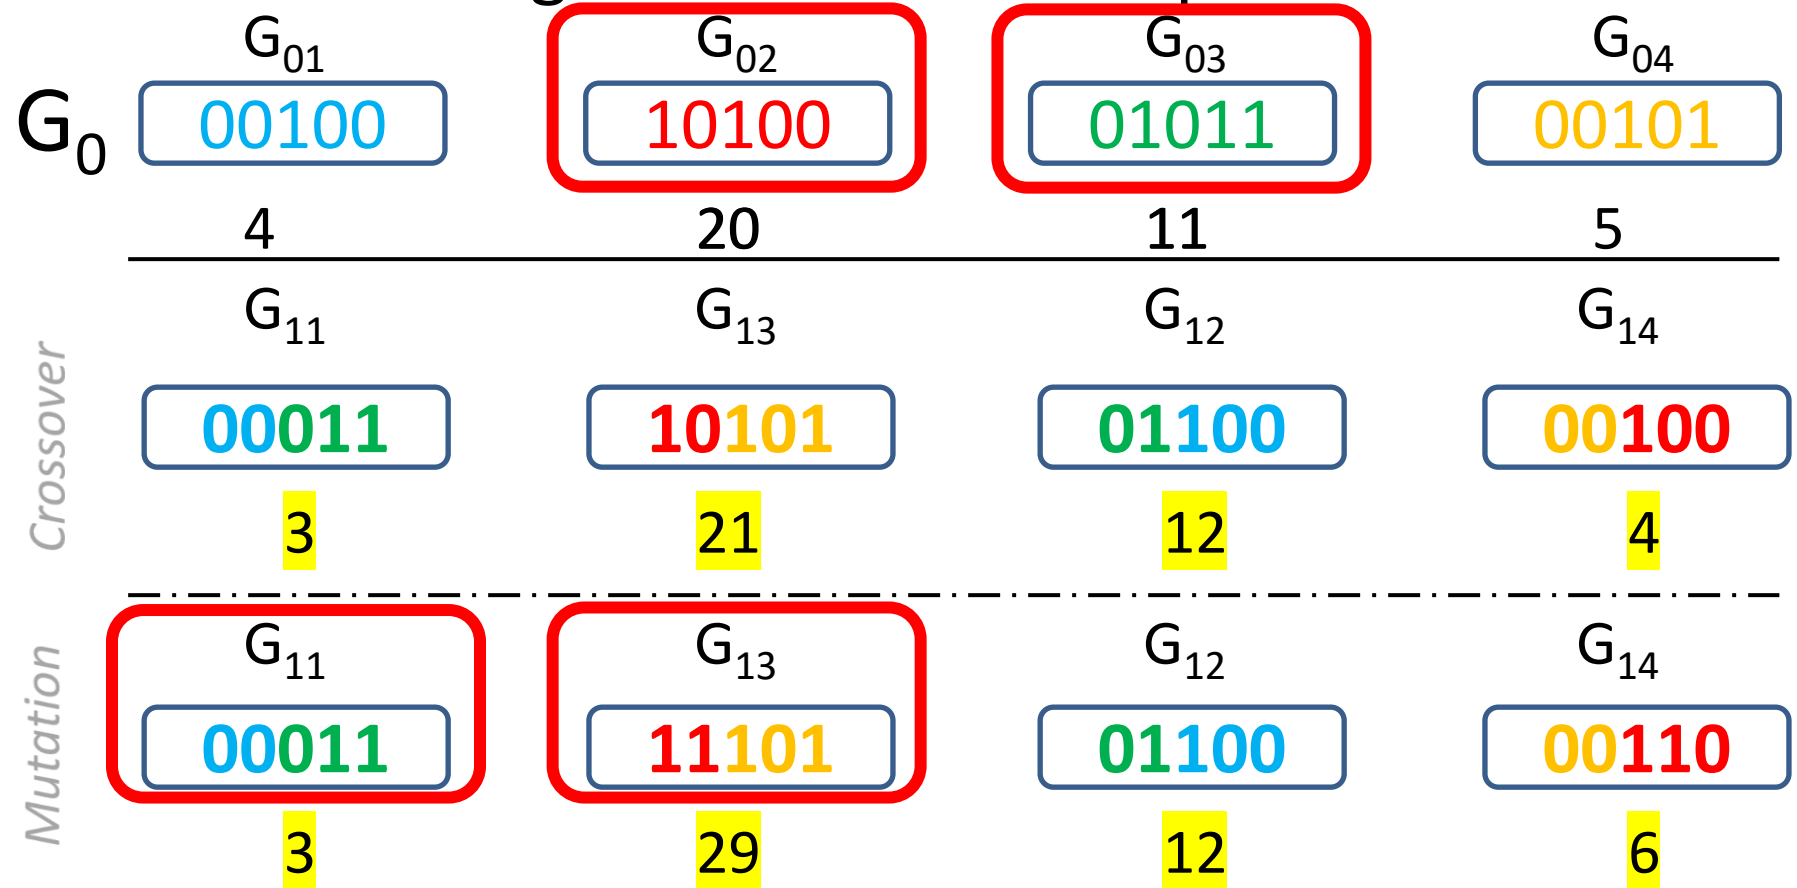 G01 G02 G03 G04
G0 00100 10100 01011 00101
4 20 11 5
G11 G13 G12 G14
Crossover
00011 10101 01100 00100
3 21 12 4
G11 G13 G12 G14
Mutation
00011 11101 01100 00110
3 29 12 6